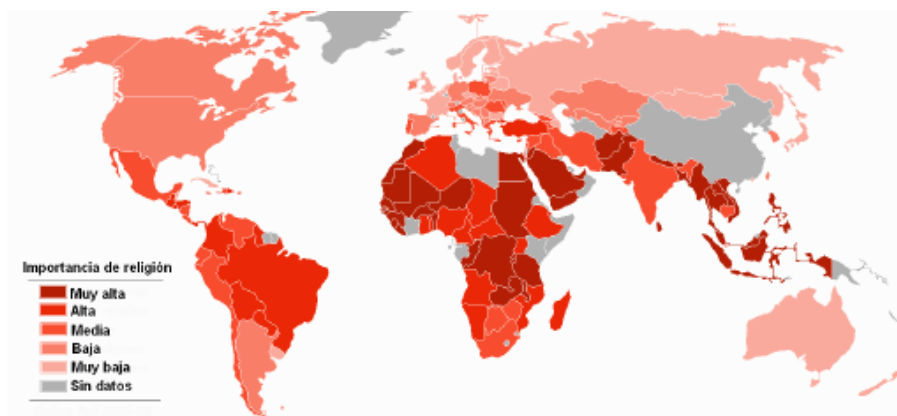 Importancia de religión
Muy alta
Alta
Media
Baja
Muy baja
Sin datos